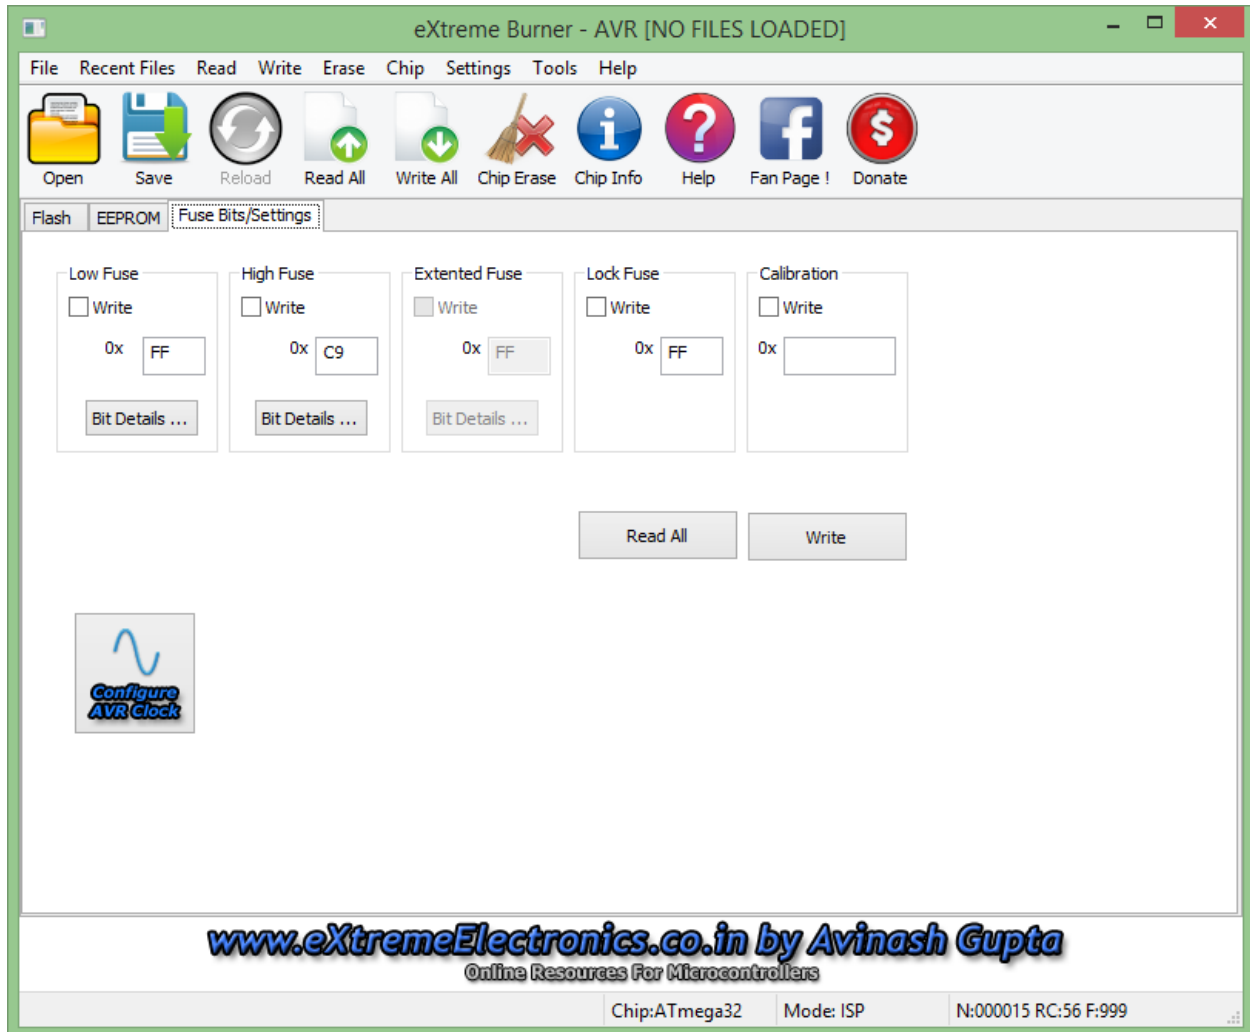 eXtreme Burner - AVR [NO FILES LOADED]
File Recent Files Read Write Erase Chip Settings Tools Help
Open Save Reload Read All Write All Chip Erase Chip Info Help Fan Page ! Donate
Flash EEPROM Fuse Bits/Settings
Low Fuse High Fuse Extented Fuse Lock Fuse Calibration
Write Write Write Write Write
0x FF 0x C9 0x FF 0x FF 0x
Bit Details ... Bit Details ... Bit Details ...
Read All Write
Configure
AVR Clock
www.eXtremeElectronics.co.in by Avinash Gupta
Online Resources For Microcontrollers
Chip:ATmega32 Mode: ISP N:000015 RC:56 F:999